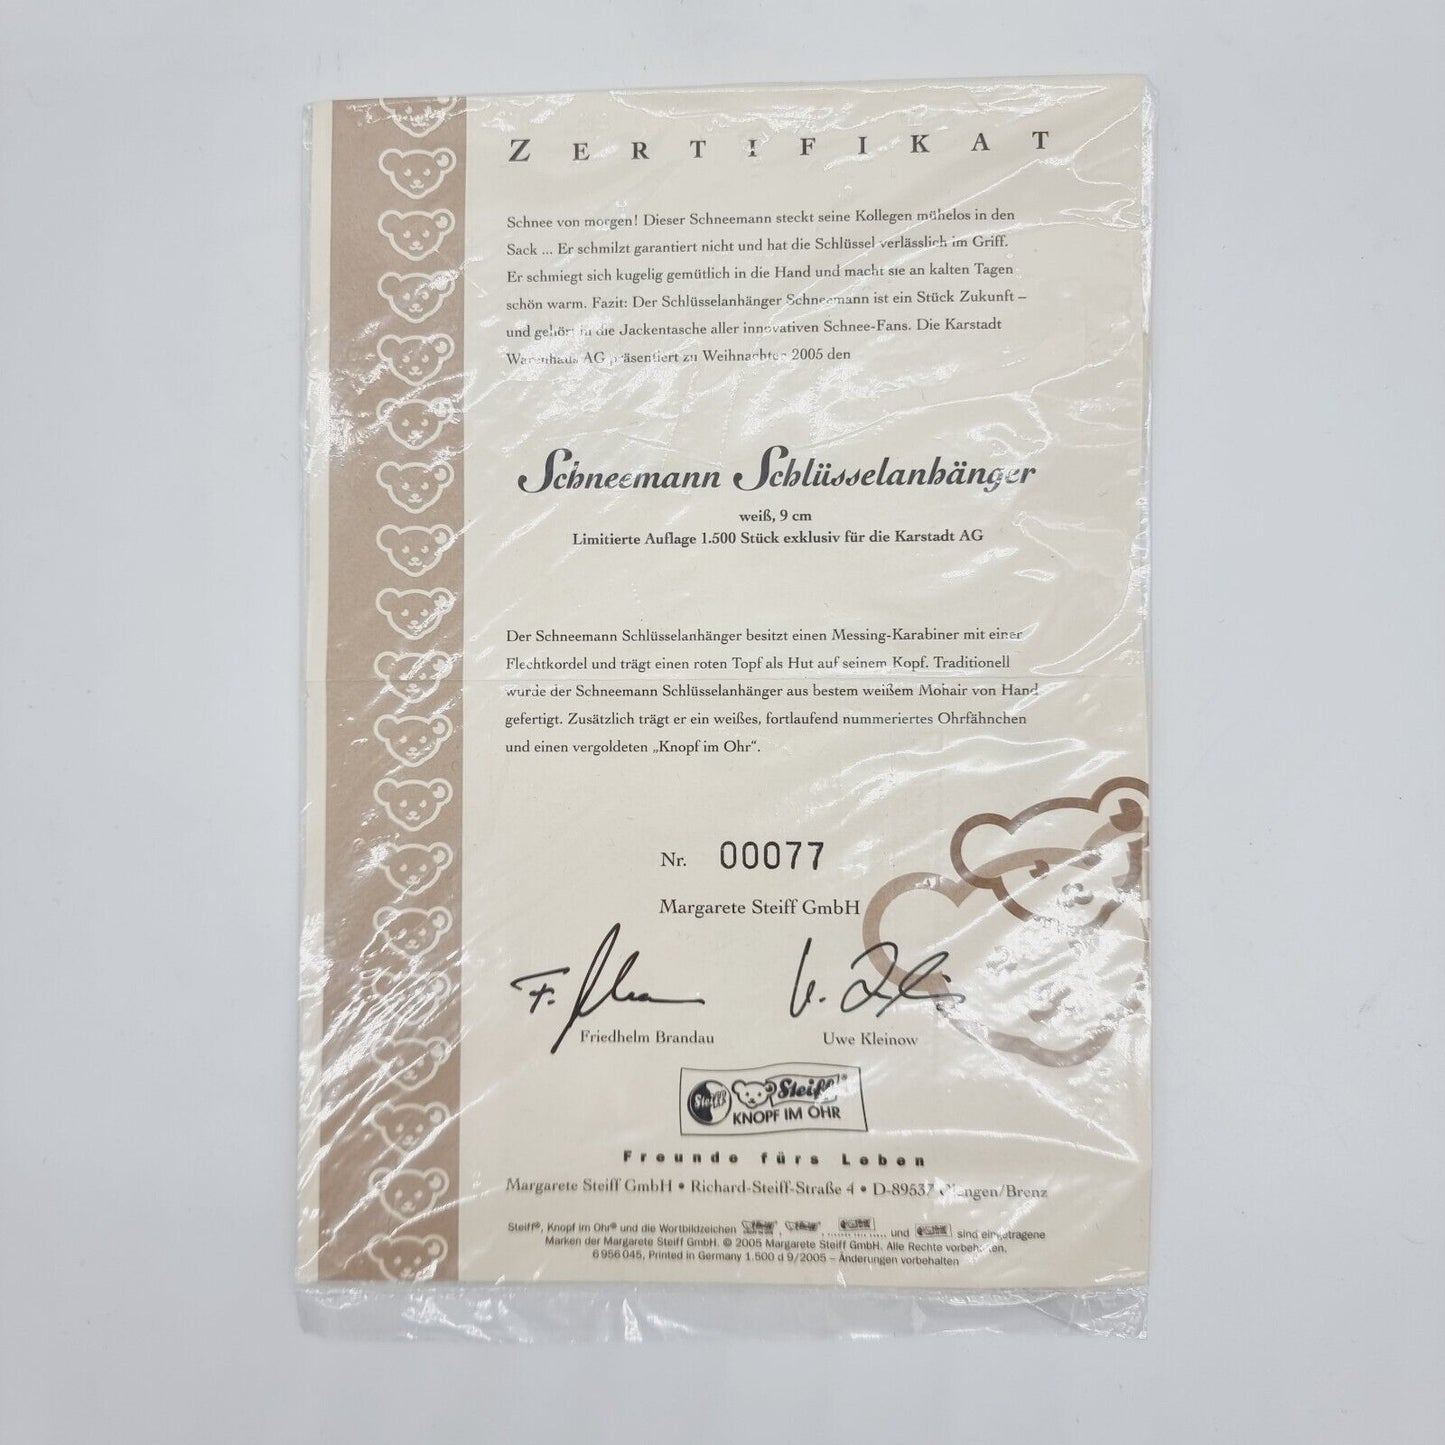 ZERTIFIKAT
Schnee von morgen! Dieser Schneemann steckt seine Kollegen mühelos in den
Sack ... Er schmilzt garantiert nicht und hat die Schlüssel verlässlich im Griff.
Er schmiegt sich kugelig gemütlich in die Hand und macht sie an kalten Tagen
schön warm. Fazit: Der Schlüsselanhänger Schneemann ist ein Stück Zukunft –
und gehört in die Jackentasche aller innovativen Schnee-Fans. Die Karstadt
Warenhaus AG präsentiert zu Weihnachten 2005 den
Schneemann Schlüsselanhänger
weiß, 9 cm
Limitierte Auflage 1.500 Stück exklusiv für die Karstadt AG
Der Schneemann Schlüsselanhänger besitzt einen Messing-Karabiner mit einer
Flechtkordel und trägt einen roten Topf als Hut auf seinem Kopf. Traditionell
wurde der Schneemann Schlüsselanhänger aus bestem weißem Mohair von Hand
gefertigt. Zusätzlich trägt er ein weißes, fortlaufend nummeriertes Ohrfähnchen
und einen vergoldeten „Knopf im Ohr“.
Nr. 00077
Margarete Steiff GmbH
Friedhelm Brandau Uwe Kleinow
Steiff Steiff®
KNOPF IM OHR
Freunde fürs Leben
Margarete Steiff GmbH • Richard-Steiff-Straße 4 • D-89537 Giengen/Brenz
Steiff®, Knopf im Ohr® und die Wortbildzeichen , , und sind eingetragene
Marken der Margarete Steiff GmbH. © 2005 Margarete Steiff GmbH. Alle Rechte vorbehalten.
6 956 045, Printed in Germany 1.500 d 9/2005 – Änderungen vorbehalten